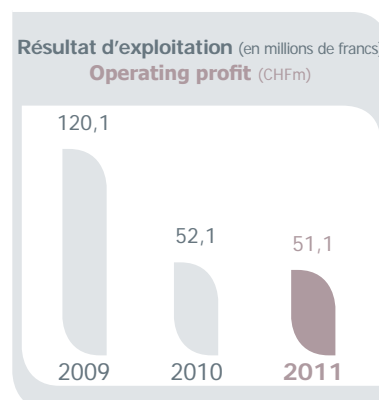 Résultat d'exploitation (en millions de francs)
Operating profit (CHFm)
120,1
52,1
51,1
2009 2010 2011